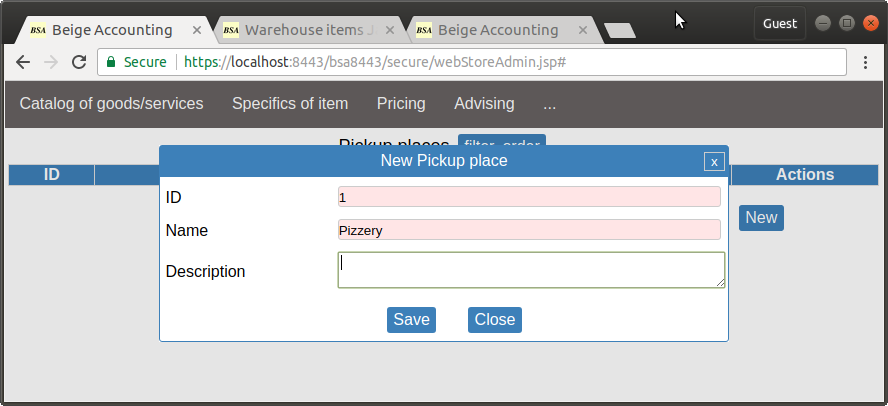 BSA Beige Accounting
BSA Warehouse items
BSA Beige Accounting
Guest
Secure https://localhost:8443/bsa8443/secure/webStoreAdmin.jsp#
Catalog of goods/services Specifics of item Pricing Advising ...
Pickup places filter, order
New Pickup place x
ID Actions
ID 1
New
Name Pizzery
Description
Save Close